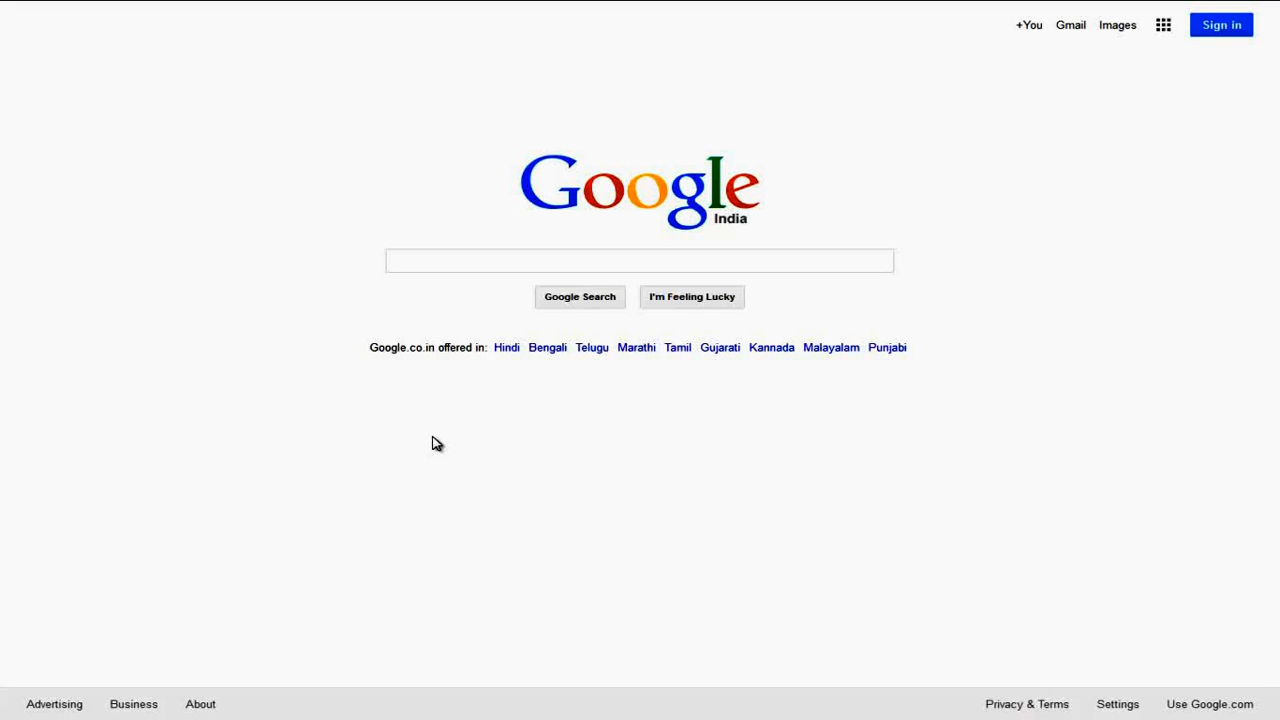 +You Gmail Images Sign in
Google
India
Google Search I'm Feeling Lucky
Google.co.in offered in: Hindi Bengali Telugu Marathi Tamil Gujarati Kannada Malayalam Punjabi
Advertising Business About Privacy & Terms Settings Use Google.com